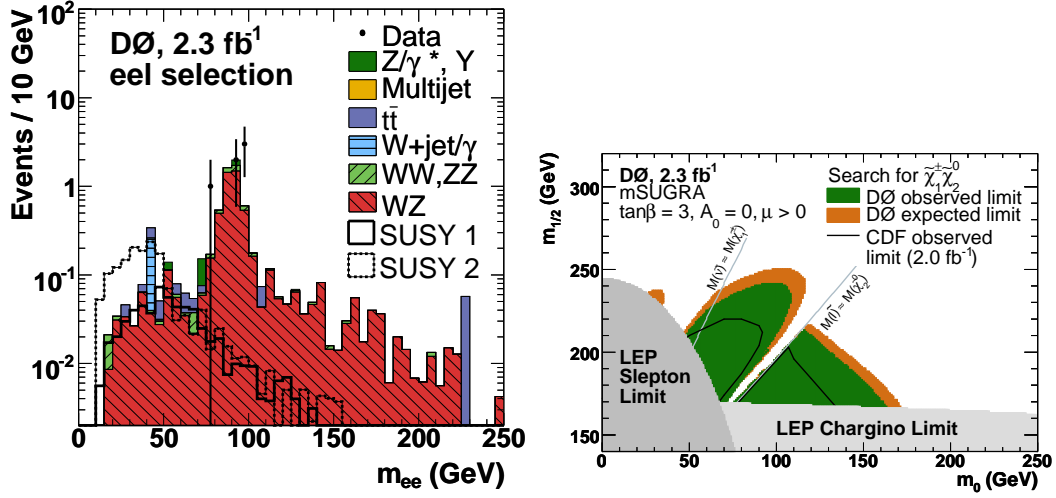 10²
10
1
10⁻¹
10⁻²
Events / 10 GeV
DØ, 2.3 fb⁻¹
eel selection
Data
Z/γ *, Υ
Multijet
tt̄
W+jet/γ
WW,ZZ
WZ
SUSY 1
SUSY 2
0 50 100 150 200 250
m_ee (GeV)
m_1/2 (GeV)
300
250
200
150
DØ, 2.3 fb⁻¹
mSUGRA
tanβ = 3, A₀ = 0, μ > 0
Search for χ̃₁±χ̃₂⁰
DØ observed limit
DØ expected limit
CDF observed
limit (2.0 fb⁻¹)
M(ν̃) = M(χ̃₁±)
M(l̃) = M(χ̃₂⁰)
LEP
Slepton
Limit
LEP Chargino Limit
0 50 100 150 200 250
m₀ (GeV)